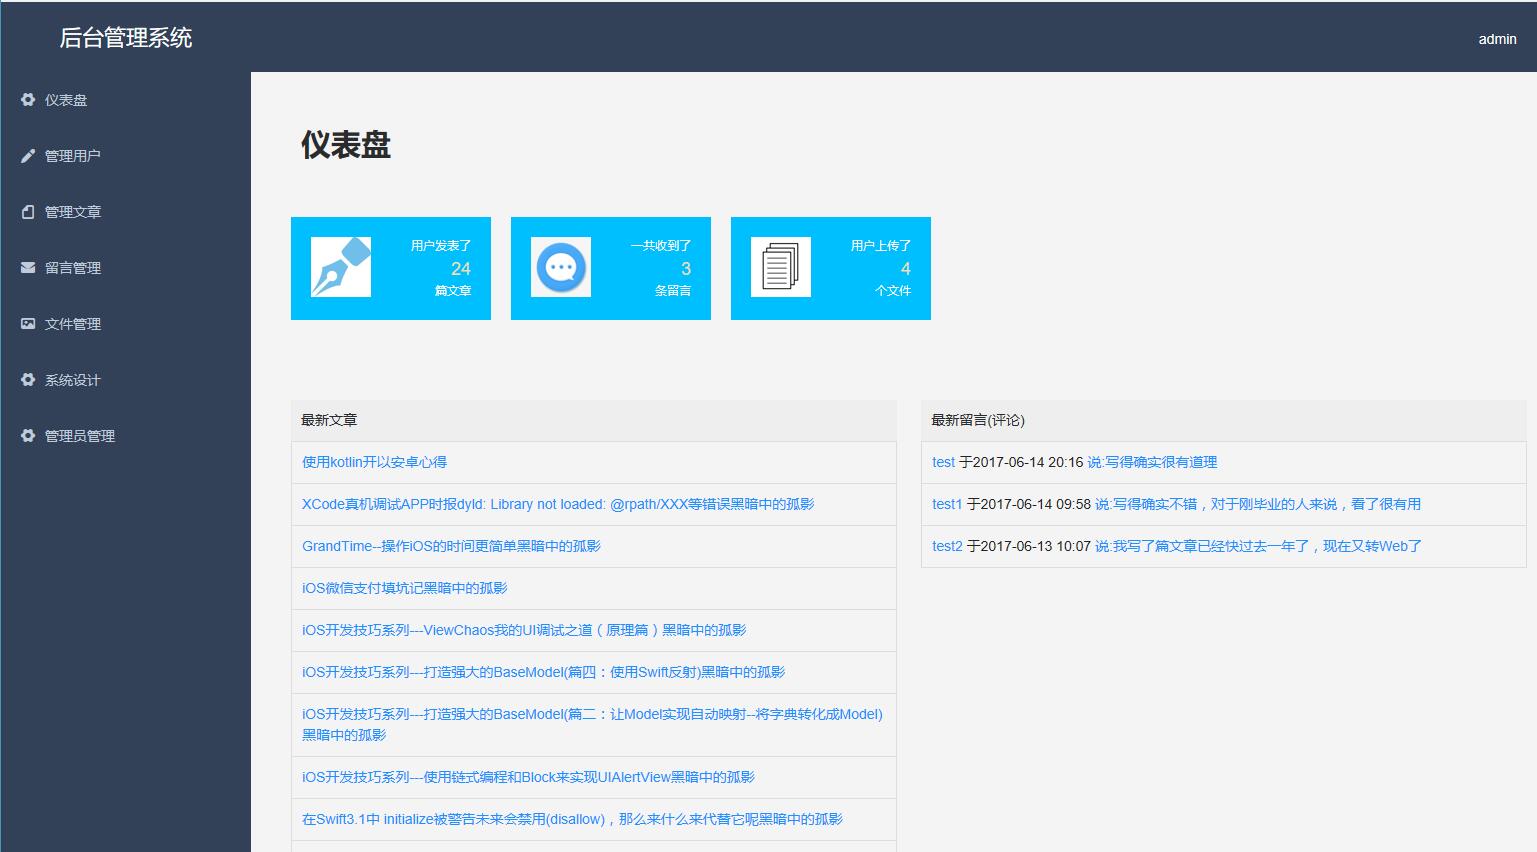 后台管理系统
admin
仪表盘
管理用户
管理文章
留言管理
文件管理
系统设计
管理员管理
仪表盘
用户发表了
24
篇文章
一共收到了
3
条留言
用户上传了
4
个文件
最新文章
使用kotlin开以安卓心得
XCode真机调试APP时报dyld: Library not loaded: @rpath/XXX等错误黑暗中的孤影
GrandTime--操作iOS的时间更简单黑暗中的孤影
iOS微信支付填坑记黑暗中的孤影
iOS开发技巧系列---ViewChaos我的UI调试之道（原理篇）黑暗中的孤影
iOS开发技巧系列---打造强大的BaseModel(篇四：使用Swift反射)黑暗中的孤影
iOS开发技巧系列---打造强大的BaseModel(篇二：让Model实现自动映射--将字典转化成Model)
黑暗中的孤影
iOS开发技巧系列---使用链式编程和Block来实现UIAlertView黑暗中的孤影
在Swift3.1中 initialize被警告未来会禁用(disallow)，那么来什么来代替它呢黑暗中的孤影
最新留言(评论)
test 于2017-06-14 20:16 说:写得确实很有道理
test1 于2017-06-14 09:58 说:写得确实不错，对于刚毕业的人来说，看了很有用
test2 于2017-06-13 10:07 说:我写了篇文章已经快过去一年了，现在又转Web了